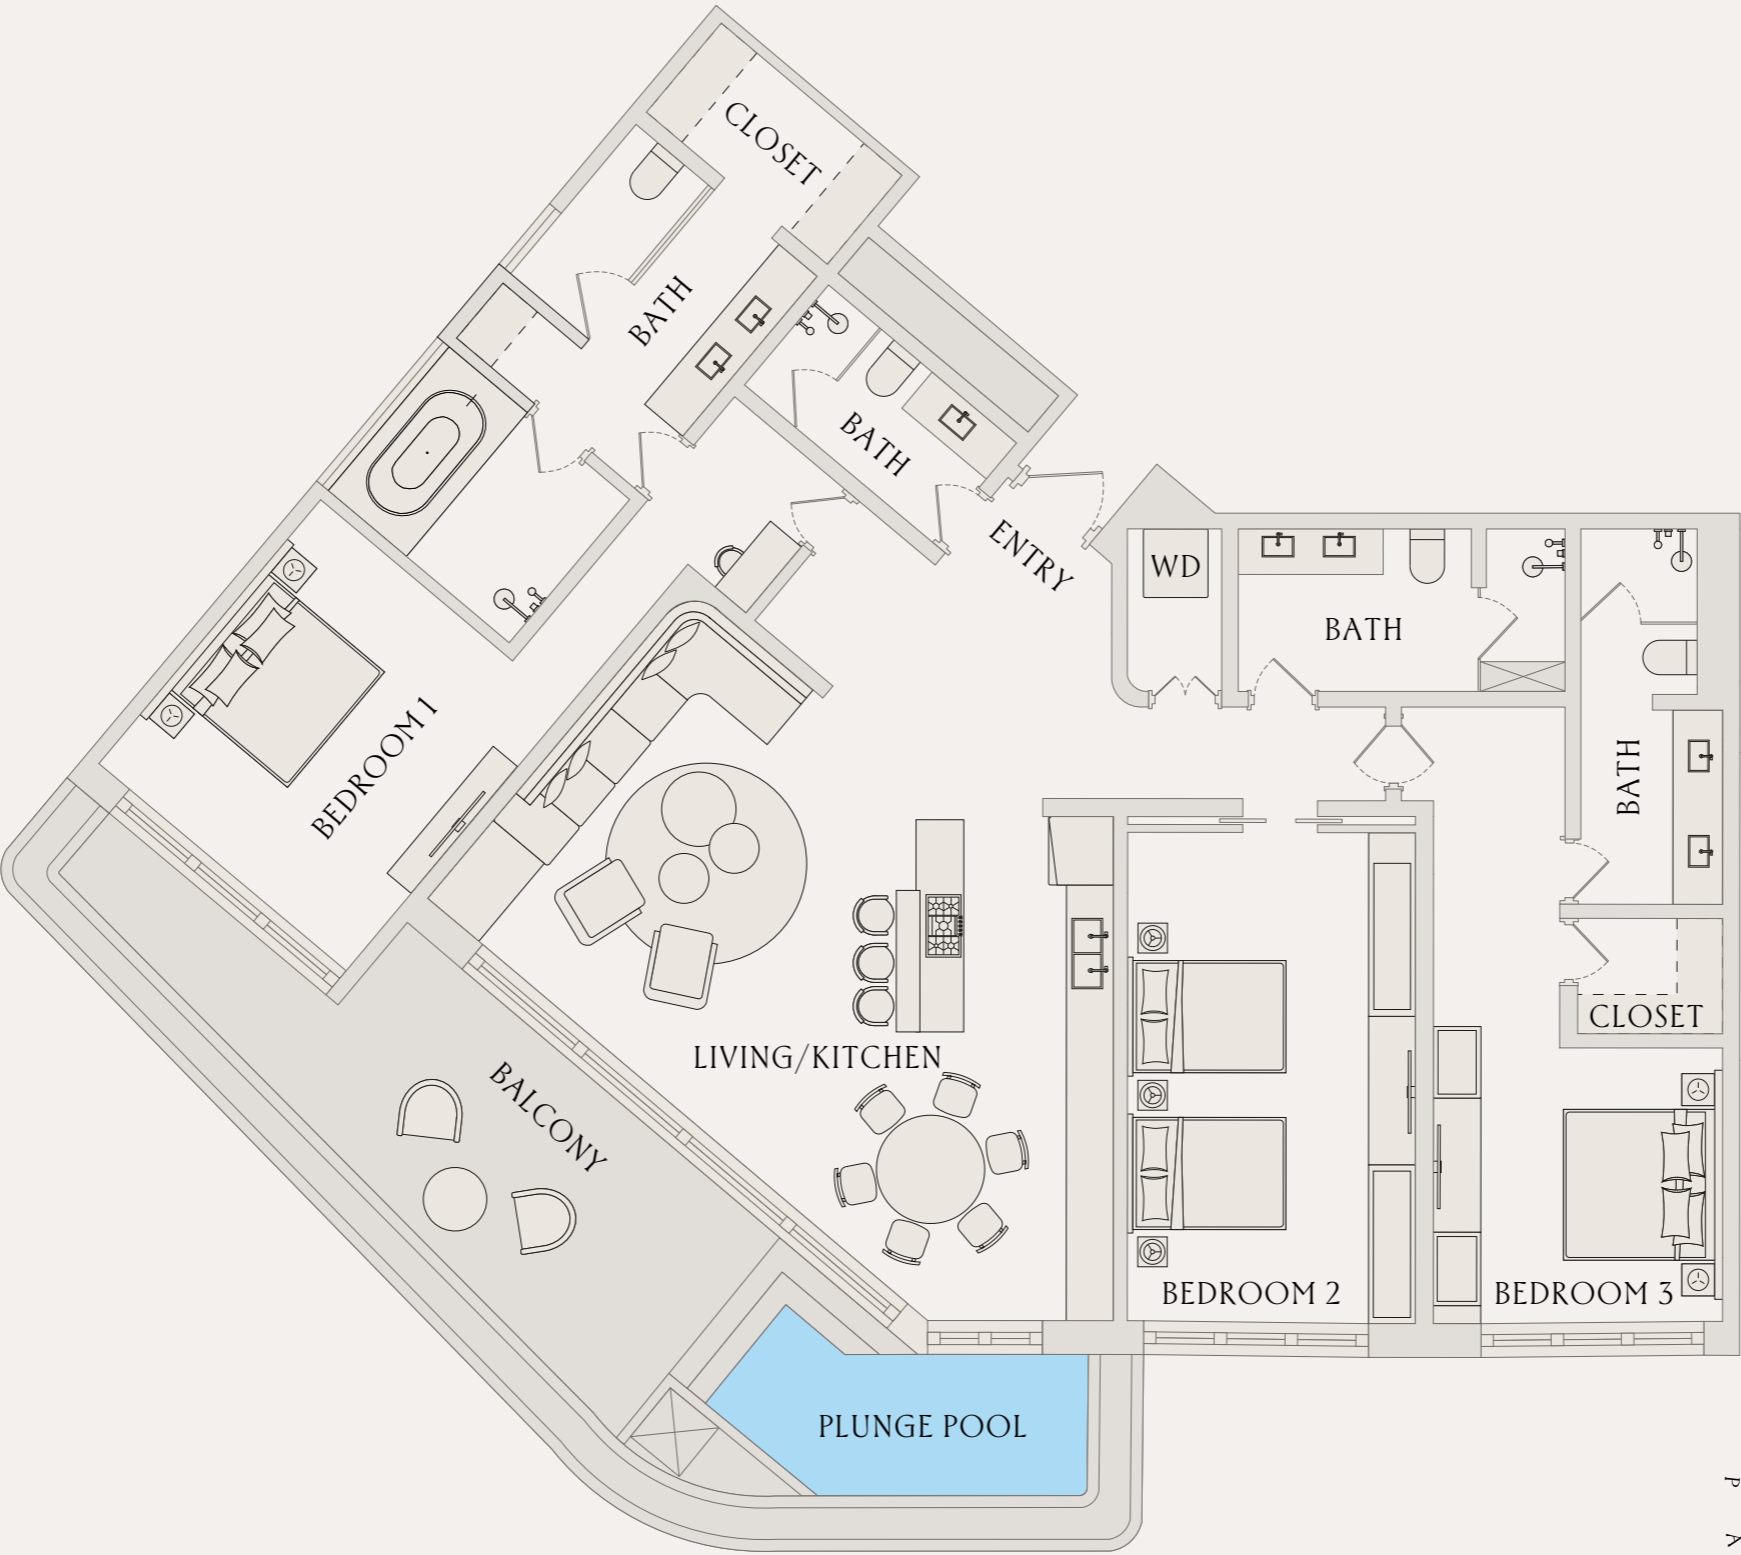 CLOSET
BATH
BATH
ENTRY
WD
BATH
BATH
BEDROOM 1
CLOSET
LIVING/KITCHEN
BALCONY
BEDROOM 2
BEDROOM 3
PLUNGE POOL
P A